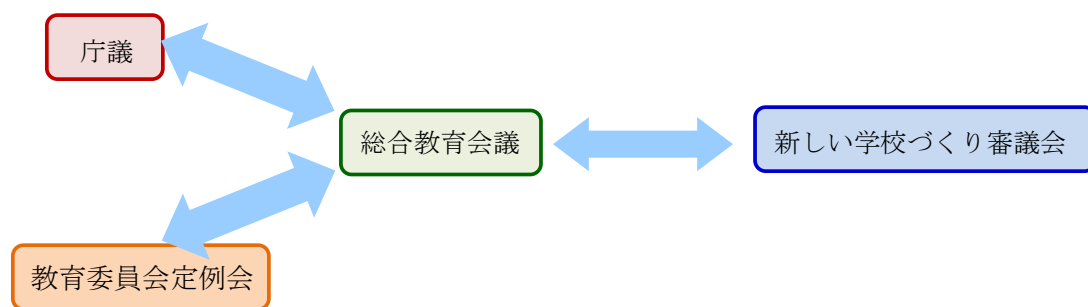 庁議
総合教育会議
新しい学校づくり審議会
教育委員会定例会